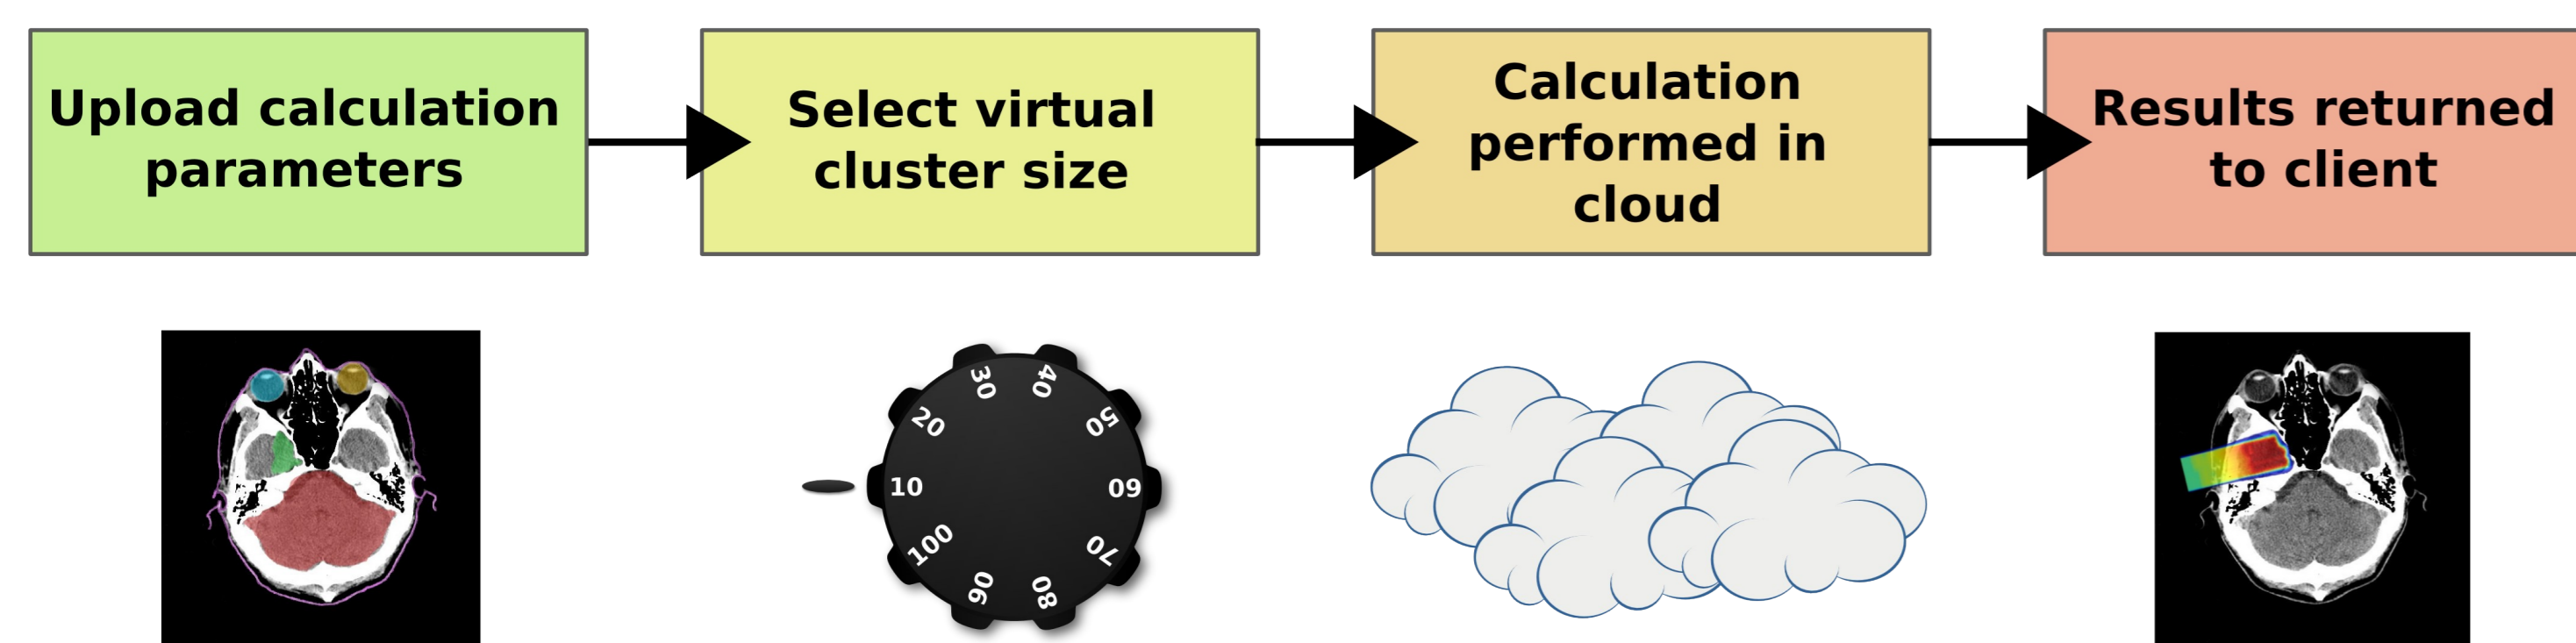 Upload calculation
parameters
Select virtual
cluster size
Calculation
performed in
cloud
Results returned
to client
10
20
30
40
50
60
70
80
90
100